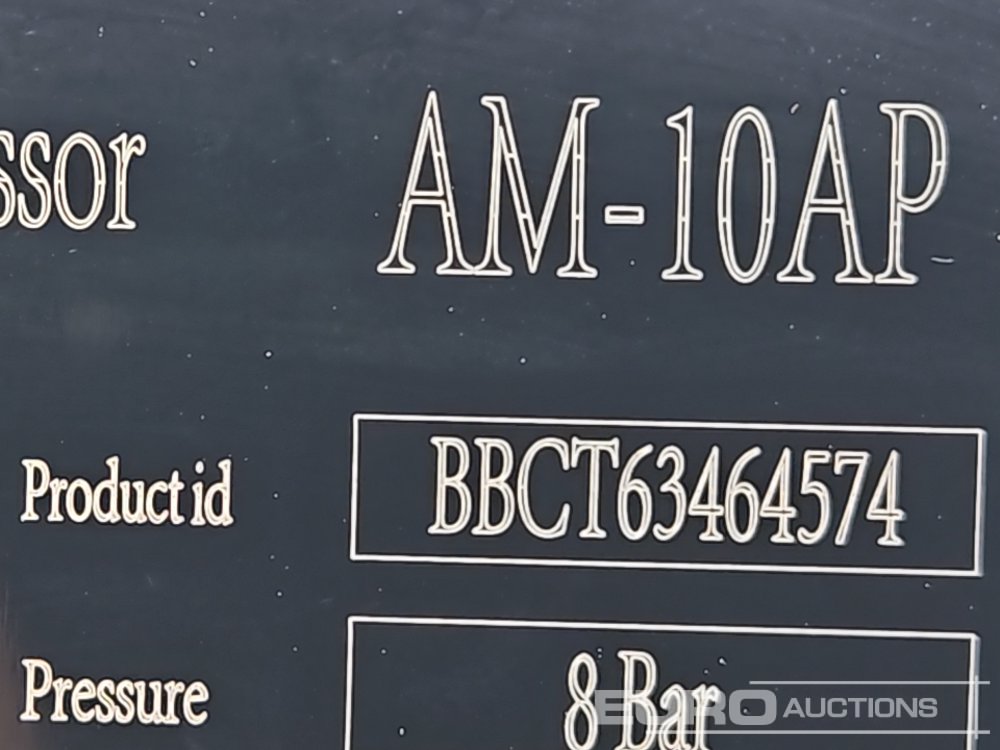 ssor AM-10AP
Product id BBCT63464574
Pressure 8 Bar
EURO AUCTIONS